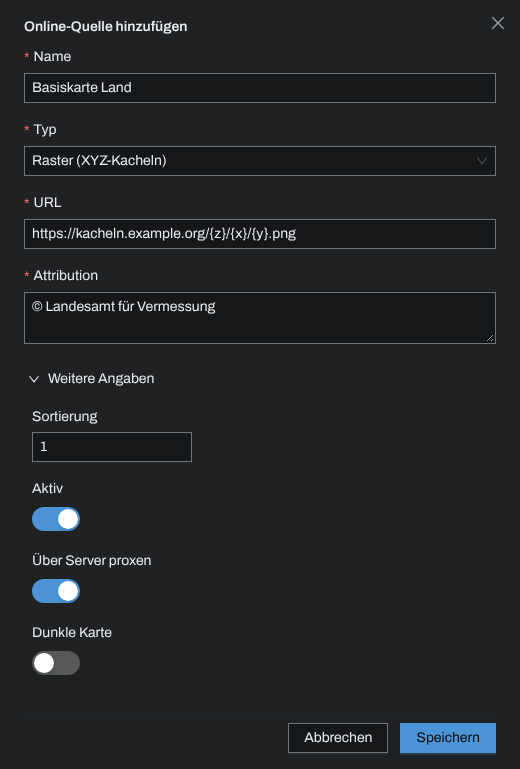 Online-Quelle hinzufügen
* Name
Basiskarte Land
* Typ
Raster (XYZ-Kacheln)
* URL
https://kacheln.example.org/{z}/{x}/{y}.png
* Attribution
© Landesamt für Vermessung
Weitere Angaben
Sortierung
1
Aktiv
Über Server proxen
Dunkle Karte
Abbrechen Speichern